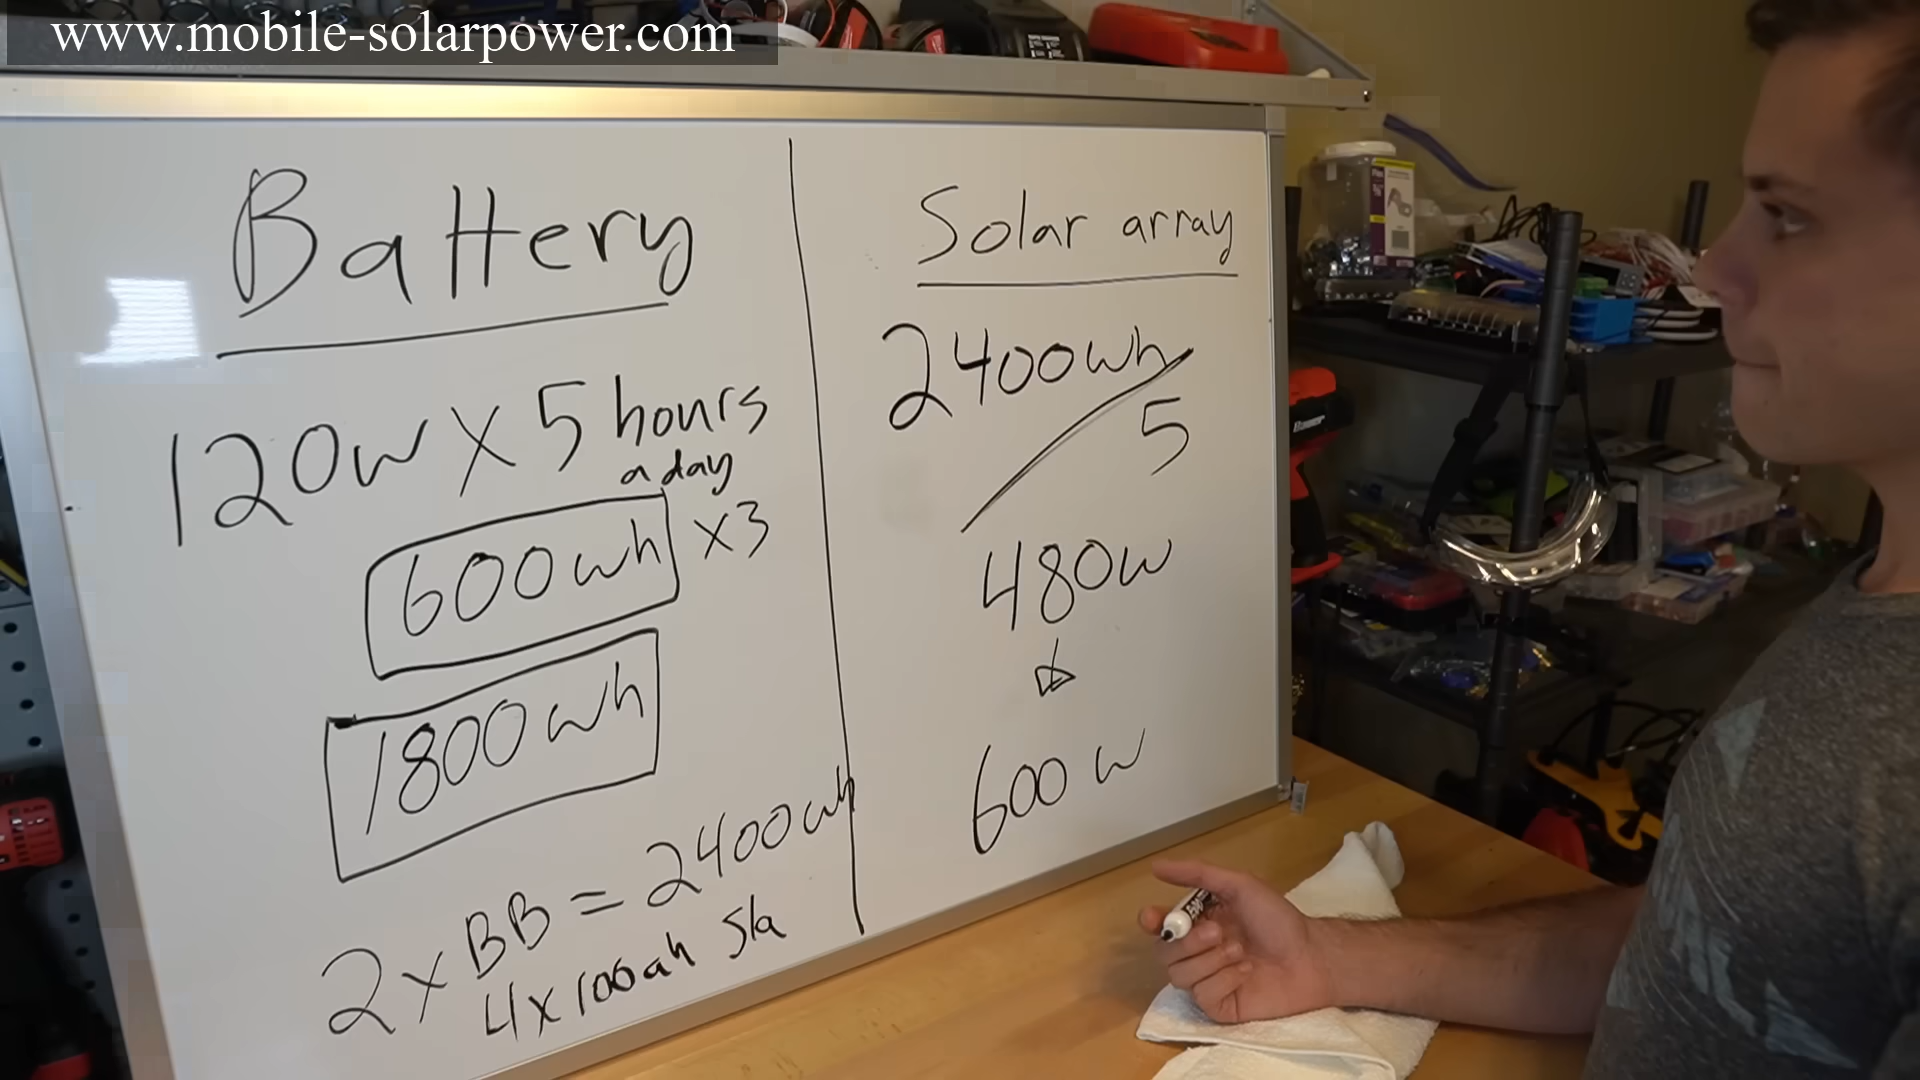 www.mobile-solarpower.com
Battery
120w X 5 hours
a day
600wh x3
1800wh
2 x BB = 2400wh
4 x 100ah Sla
Solar array
2400wh
5
480w
600w